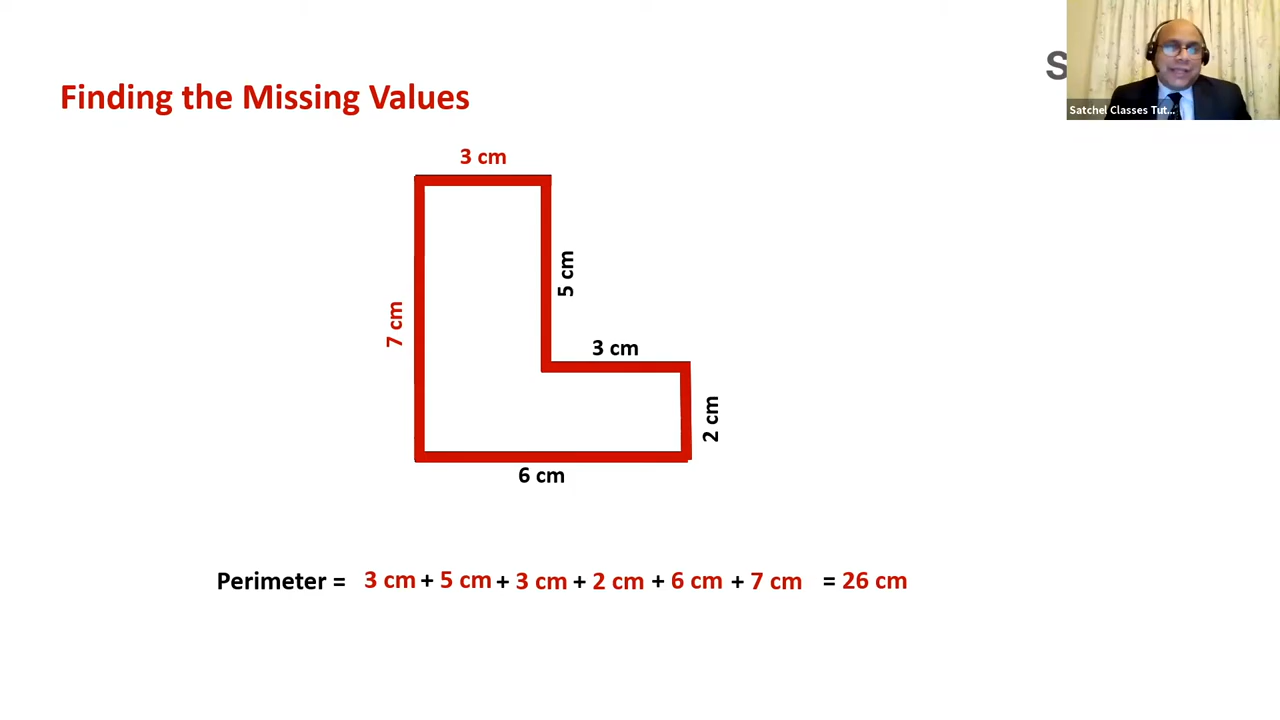 S
Satchel Classes Tut...
Finding the Missing Values
3 cm
5 cm
7 cm
3 cm
2 cm
6 cm
Perimeter = 3 cm + 5 cm + 3 cm + 2 cm + 6 cm + 7 cm = 26 cm